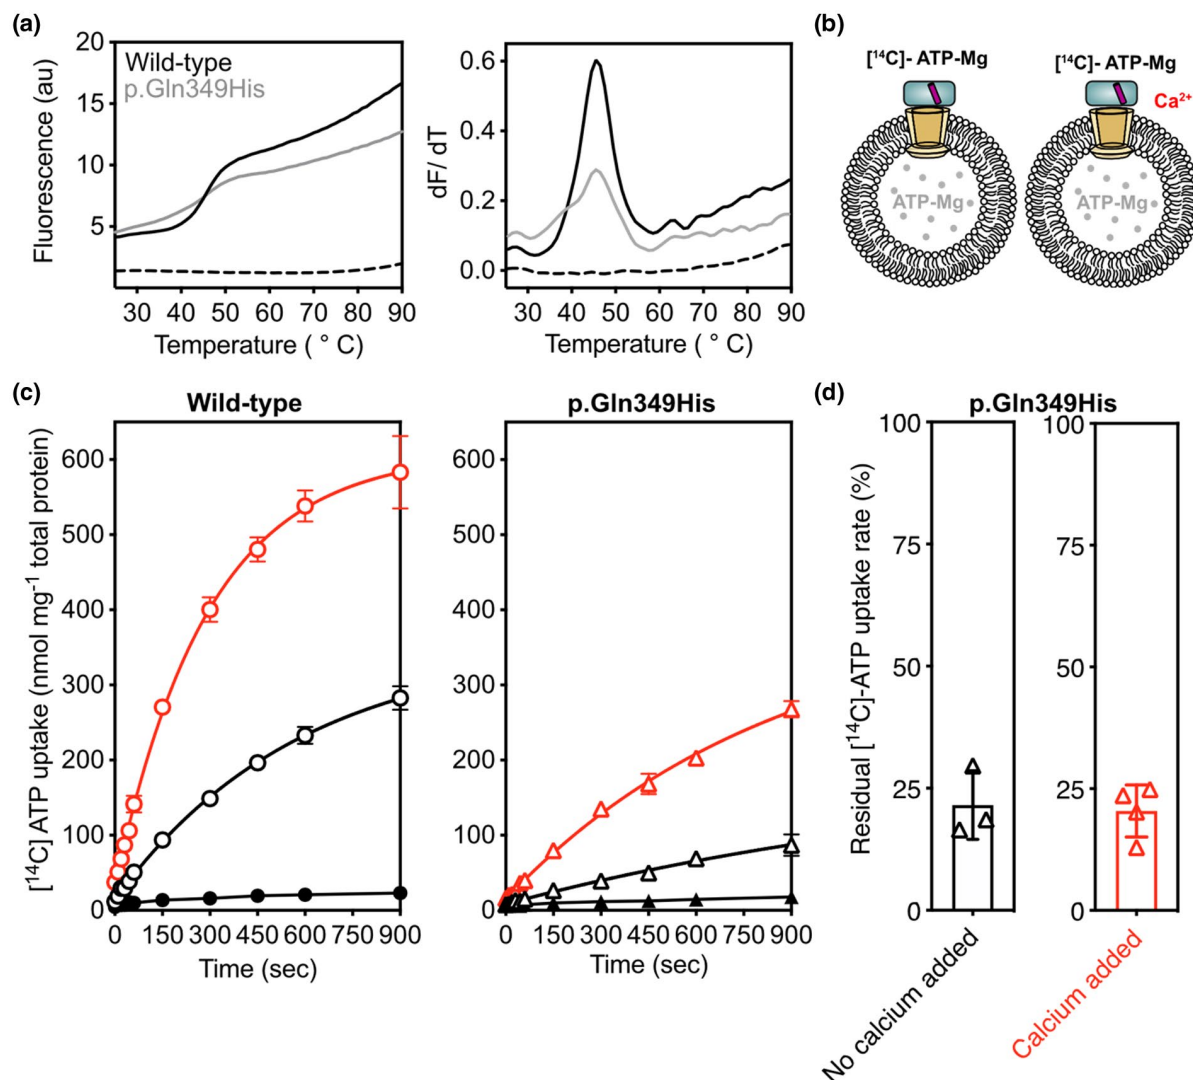 (a)
20
15
10
5
Fluorescence (au)
Wild-type
p.Gln349His
30 40 50 60 70 80 90
Temperature ( ° C)
0.6
0.4
0.2
0.0
dF/ dT
30 40 50 60 70 80 90
Temperature ( ° C)
(b)
[¹⁴C]- ATP-Mg
[¹⁴C]- ATP-Mg
Ca²⁺
ATP-Mg
ATP-Mg
(c)
Wild-type
[¹⁴C] ATP uptake (nmol mg⁻¹ total protein)
600
500
400
300
200
100
0
0 150 300 450 600 750 900
Time (sec)
p.Gln349His
600
500
400
300
200
100
0
0 150 300 450 600 750 900
Time (sec)
(d)
p.Gln349His
Residual [¹⁴C]-ATP uptake rate (%)
100
75
50
25
0
No calcium added
100
75
50
25
0
Calcium added